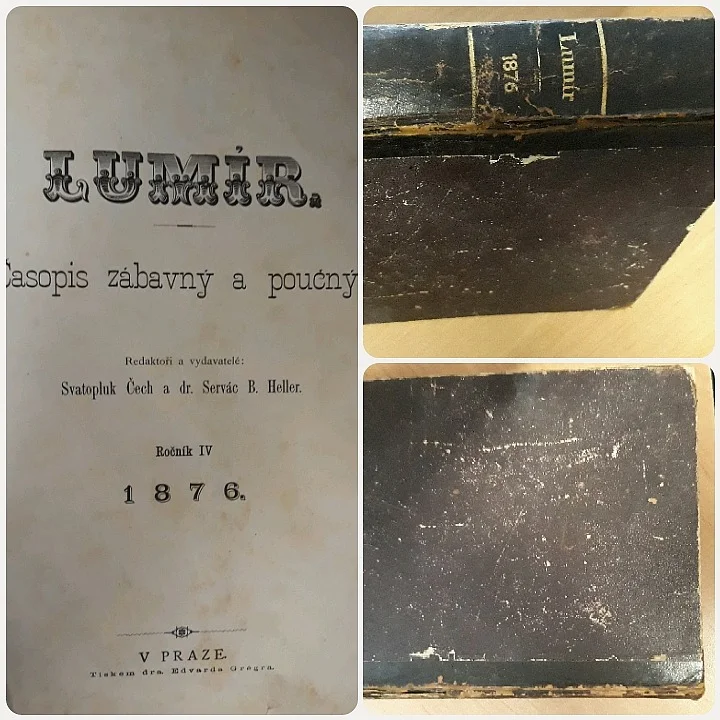 LUMÍR.
Časopis zábavný a poučný
Redaktoři a vydavatelé:
Svatopluk Čech a dr. Servác B. Heller.
Ročník IV
1876.
V PRAZE.
Tiskem dra. Edvarda Grégra.
Lumír
1876